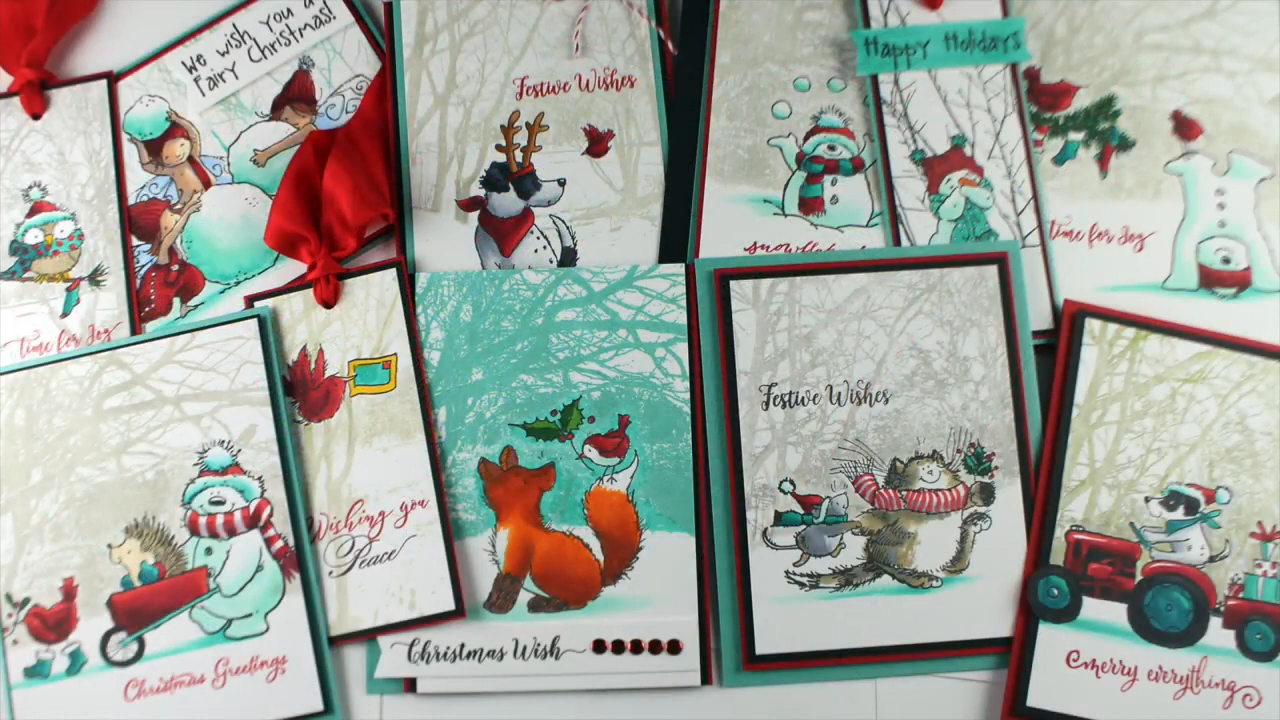 We wish you a
Fairy Christmas!
Festive Wishes
Happy Holidays
time for Joy
time for Joy
Festive Wishes
Wishing you
Peace
Christmas Greetings
Christmas Wish
merry everything